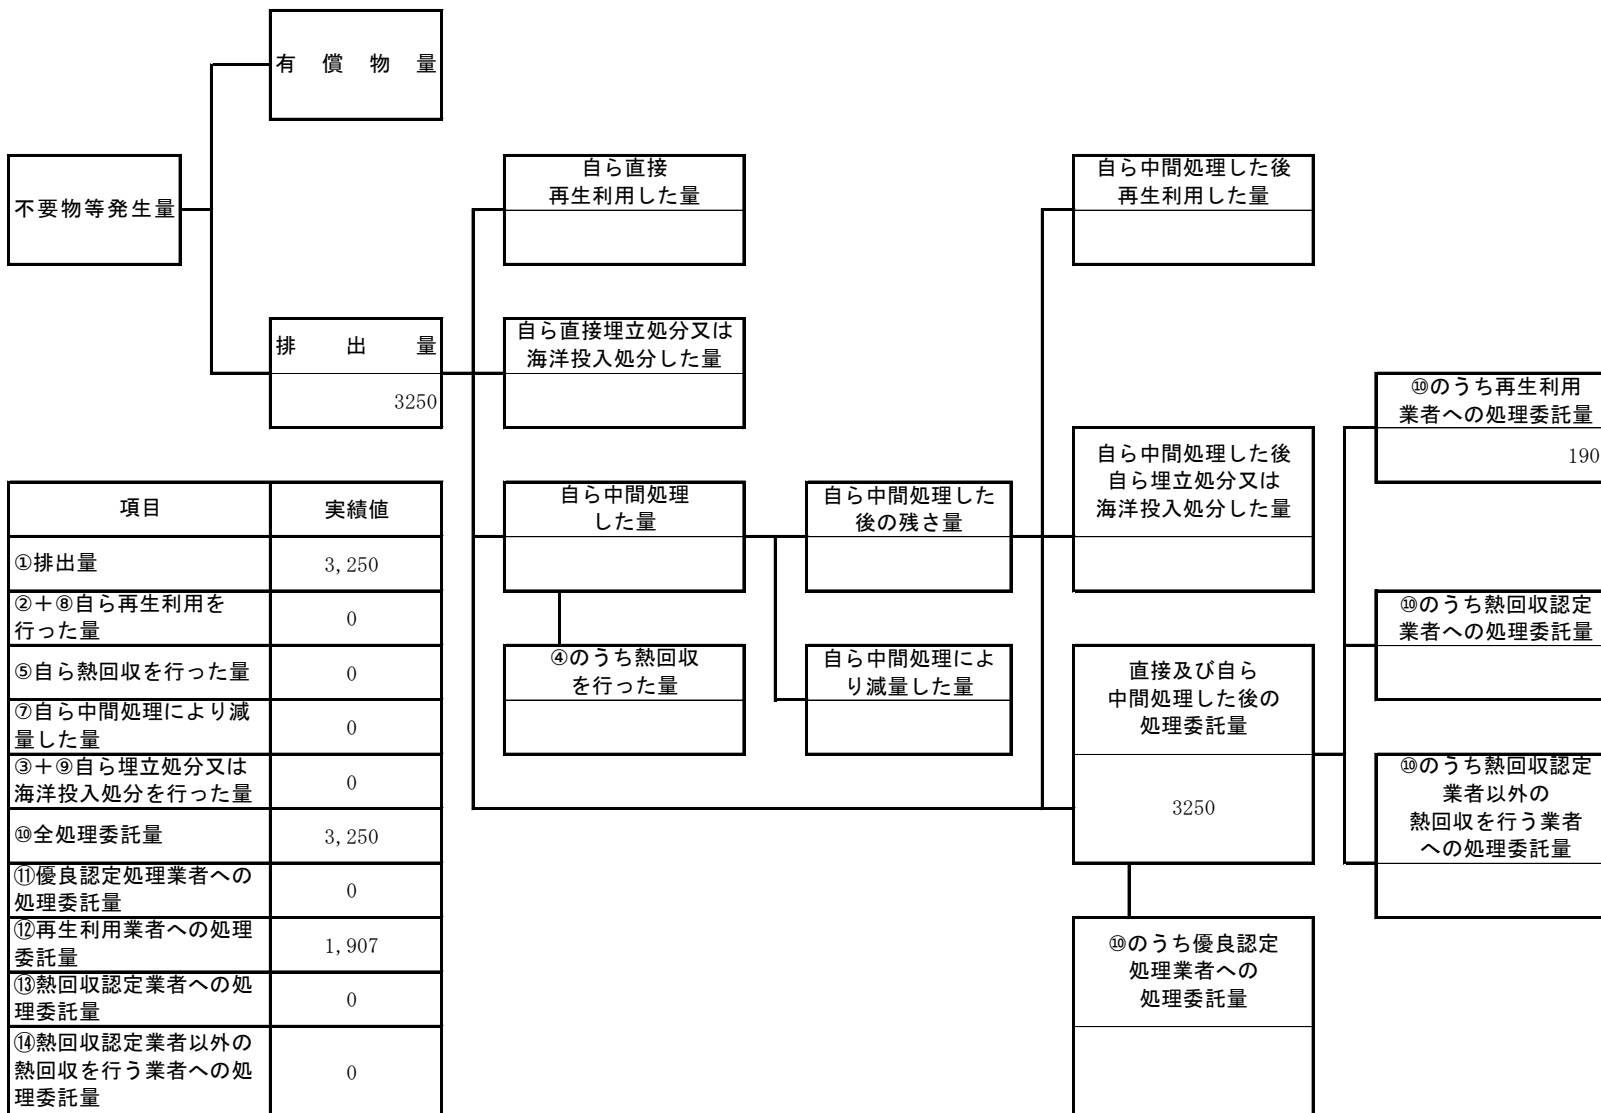 有償物量
不要物等発生量
排出量
3250
自ら直接
再生利用した量
自ら直接埋立処分又は
海洋投入処分した量
自ら中間処理
した量
④のうち熱回収
を行った量
自ら中間処理した
後の残さ量
自ら中間処理によ
り減量した量
自ら中間処理した後
再生利用した量
自ら中間処理した後
自ら埋立処分又は
海洋投入処分した量
直接及び自ら
中間処理した後の
処理委託量
3250
⑩のうち優良認定
処理業者への
処理委託量
⑩のうち再生利用
業者への処理委託量
190
⑩のうち熱回収認定
業者への処理委託量
⑩のうち熱回収認定
業者以外の
熱回収を行う業者
への処理委託量
項目 実績値
①排出量 3,250
②+⑧自ら再生利用を
行った量 0
⑤自ら熱回収を行った量 0
⑦自ら中間処理により減
量した量 0
③+⑨自ら埋立処分又は
海洋投入処分を行った量 0
⑩全処理委託量 3,250
⑪優良認定処理業者への
処理委託量 0
⑫再生利用業者への処理
委託量 1,907
⑬熱回収認定業者への処
理委託量 0
⑭熱回収認定業者以外の
熱回収を行う業者への処
理委託量 0